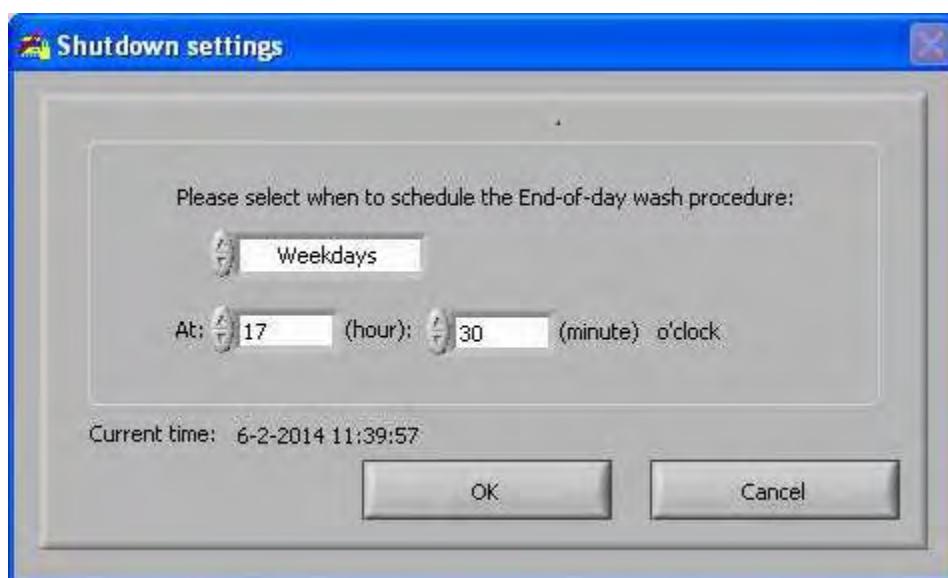 Shutdown settings
Please select when to schedule the End-of-day wash procedure:
Weekdays
At: 17 (hour): 30 (minute) o'clock
Current time: 6-2-2014 11:39:57
OK Cancel